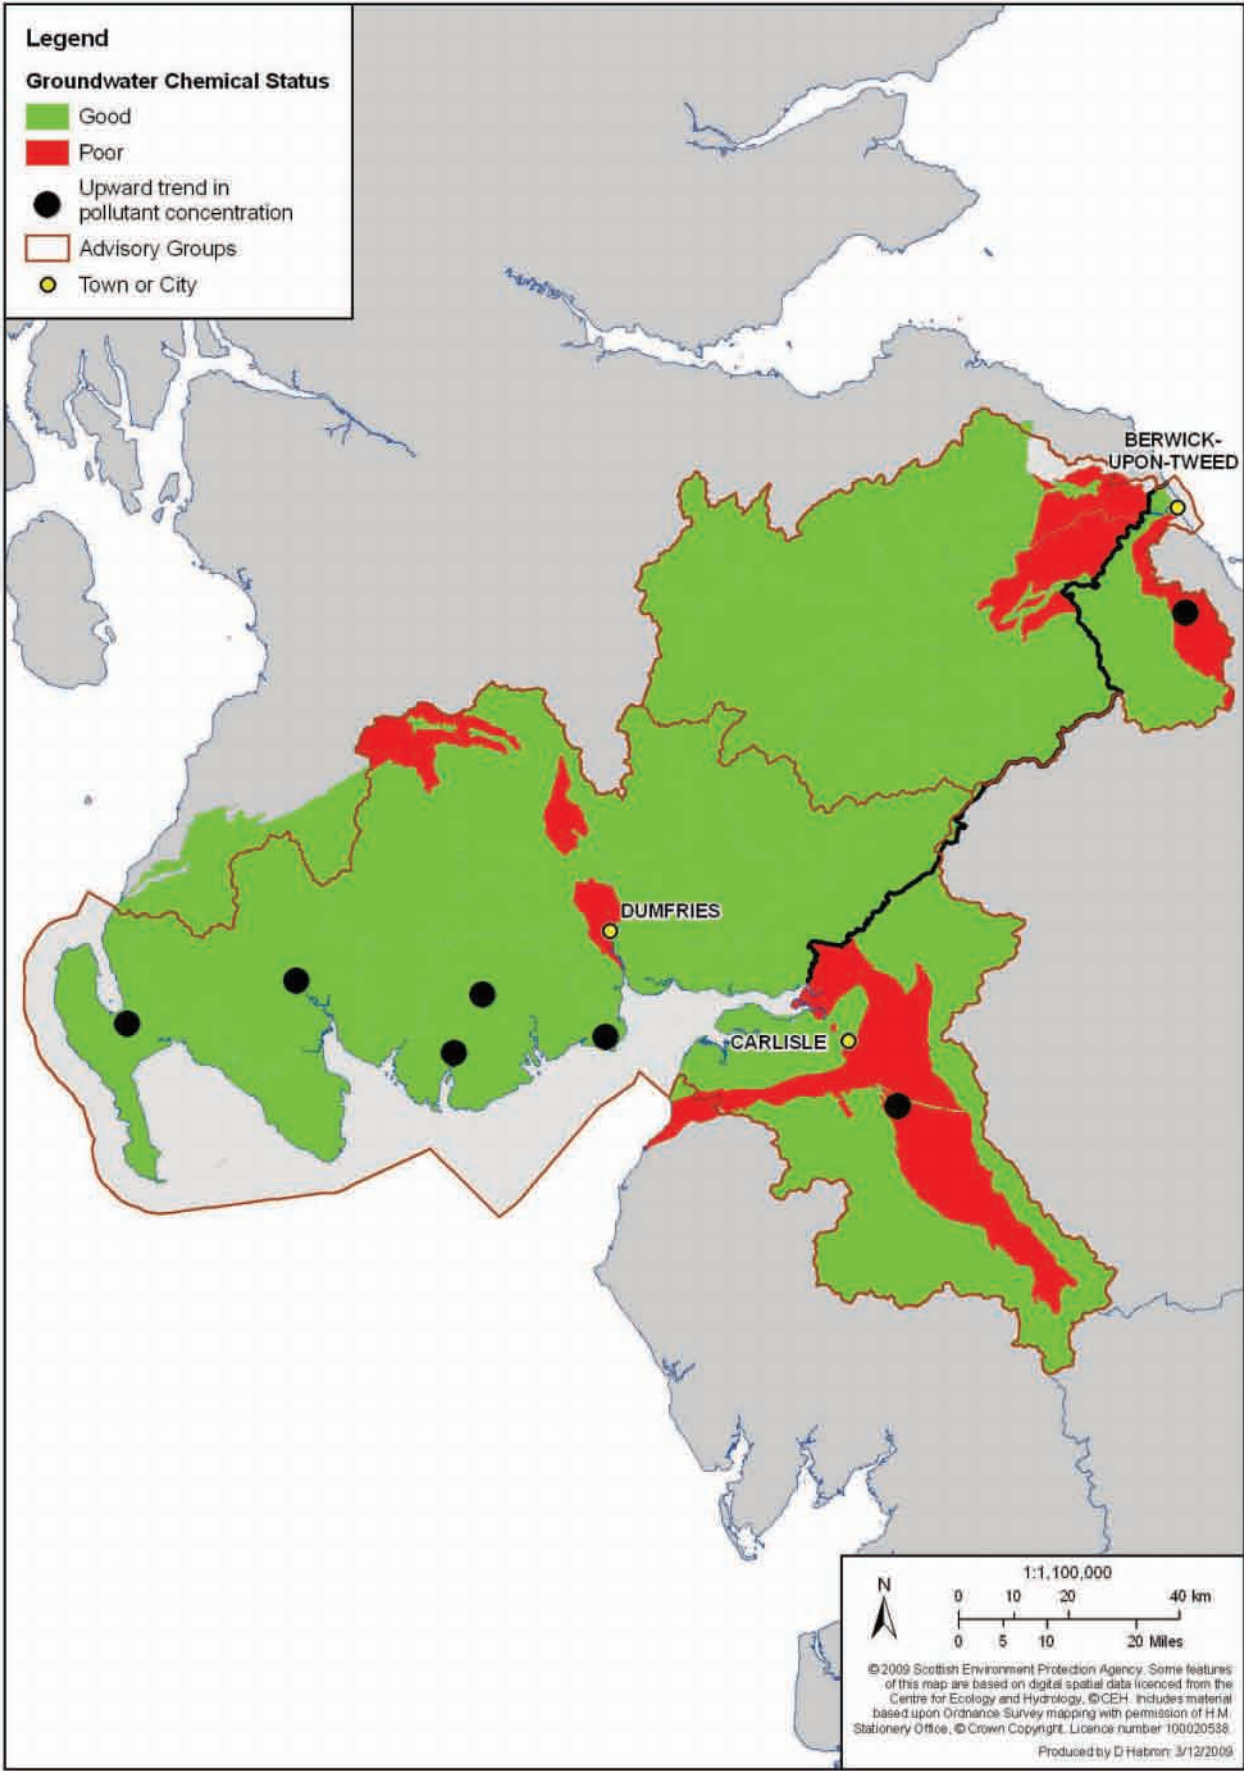 Legend
Groundwater Chemical Status
Good
Poor
Upward trend in
pollutant concentration
Advisory Groups
Town or City
BERWICK-
UPON-TWEED
DUMFRIES
CARLISLE
1:1,100,000
N
0 10 20 40 km
0 5 10 20 Miles
© 2009 Scottish Environment Protection Agency. Some features
of this map are based on digital spatial data licenced from the
Centre for Ecology and Hydrology, © CEH. Includes material
based upon Ordnance Survey mapping with permission of H.M.
Stationery Office, © Crown Copyright. Licence number 100020538.
Produced by D Habron: 3/12/2009